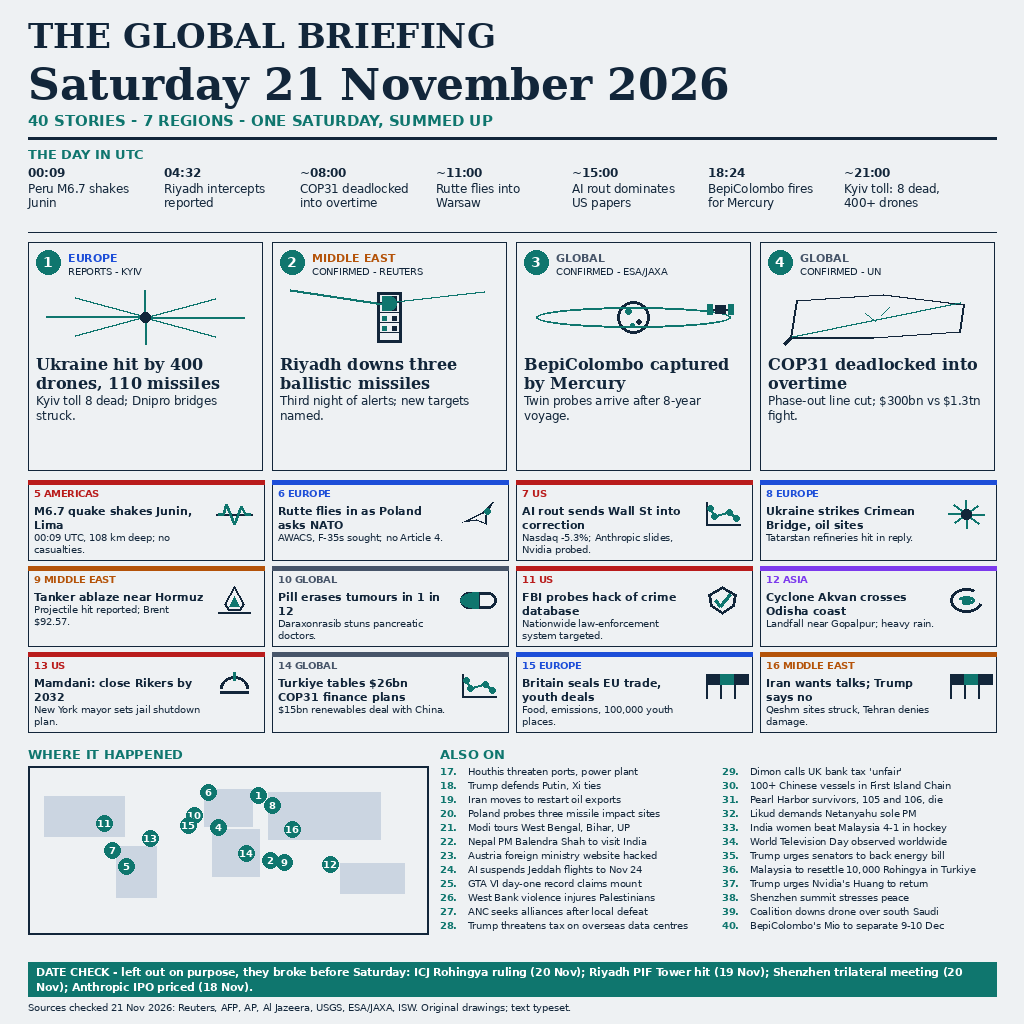 THE GLOBAL BRIEFING
Saturday 21 November 2026
40 STORIES - 7 REGIONS - ONE SATURDAY, SUMMED UP
THE DAY IN UTC
00:09
Peru M6.7 shakes
Junin
04:32
Riyadh intercepts
reported
~08:00
COP31 deadlocked
into overtime
~11:00
Rutte flies into
Warsaw
~15:00
AI rout dominates
US papers
18:24
BepiColombo fires
for Mercury
~21:00
Kyiv toll: 8 dead,
400+ drones
1
EUROPE
REPORTS - KYIV
Ukraine hit by 400
drones, 110 missiles
Kyiv toll 8 dead; Dnipro bridges
struck.
2
MIDDLE EAST
CONFIRMED - REUTERS
Riyadh downs three
ballistic missiles
Third night of alerts; new targets
named.
3
GLOBAL
CONFIRMED - ESA/JAXA
BepiColombo captured
by Mercury
Twin probes arrive after 8-year
voyage.
4
GLOBAL
CONFIRMED - UN
COP31 deadlocked into
overtime
Phase-out line cut; $300bn vs $1.3tn
fight.
5 AMERICAS
M6.7 quake shakes Junin,
Lima
00:09 UTC, 108 km deep; no
casualties.
6 EUROPE
Rutte flies in as Poland
asks NATO
AWACS, F-35s sought; no Article 4.
7 US
AI rout sends Wall St into
correction
Nasdaq -5.3%; Anthropic slides,
Nvidia probed.
8 EUROPE
Ukraine strikes Crimean
Bridge, oil sites
Tatarstan refineries hit in reply.
9 MIDDLE EAST
Tanker ablaze near Hormuz
Projectile hit reported; Brent
$92.57.
10 GLOBAL
Pill erases tumours in 1 in
12
Daraxonrasib stuns pancreatic
doctors.
11 US
FBI probes hack of crime
database
Nationwide law-enforcement
system targeted.
12 ASIA
Cyclone Akvan crosses
Odisha coast
Landfall near Gopalpur; heavy rain.
13 US
Mamdani: close Rikers by
2032
New York mayor sets jail shutdown
plan.
14 GLOBAL
Turkiye tables $26bn
COP31 finance plans
$15bn renewables deal with China.
15 EUROPE
Britain seals EU trade,
youth deals
Food, emissions, 100,000 youth
places.
16 MIDDLE EAST
Iran wants talks; Trump
says no
Qeshm sites struck, Tehran denies
damage.
WHERE IT HAPPENED
6
1
8
10
15
4
11
16
13
7
14
5
2
9
12
ALSO ON
17. Houthis threaten ports, power plant
18. Trump defends Putin, Xi ties
19. Iran moves to restart oil exports
20. Poland probes three missile impact sites
21. Modi tours West Bengal, Bihar, UP
22. Nepal PM Balendra Shah to visit India
23. Austria foreign ministry website hacked
24. AI suspends Jeddah flights to Nov 24
25. GTA VI day-one record claims mount
26. West Bank violence injures Palestinians
27. ANC seeks alliances after local defeat
28. Trump threatens tax on overseas data centres
29. Dimon calls UK bank tax 'unfair'
30. 100+ Chinese vessels in First Island Chain
31. Pearl Harbor survivors, 105 and 106, die
32. Likud demands Netanyahu sole PM
33. India women beat Malaysia 4-1 in hockey
34. World Television Day observed worldwide
35. Trump urges senators to back energy bill
36. Malaysia to resettle 10,000 Rohingya in Turkiye
37. Trump urges Nvidia's Huang to return
38. Shenzhen summit stresses peace
39. Coalition downs drone over south Saudi
40. BepiColombo's Mio to separate 9-10 Dec
DATE CHECK - left out on purpose, they broke before Saturday: ICJ Rohingya ruling (20 Nov); Riyadh PIF Tower hit (19 Nov); Shenzhen trilateral meeting (20
Nov); Anthropic IPO priced (18 Nov).
Sources checked 21 Nov 2026: Reuters, AFP, AP, Al Jazeera, USGS, ESA/JAXA, ISW. Original drawings; text typeset.